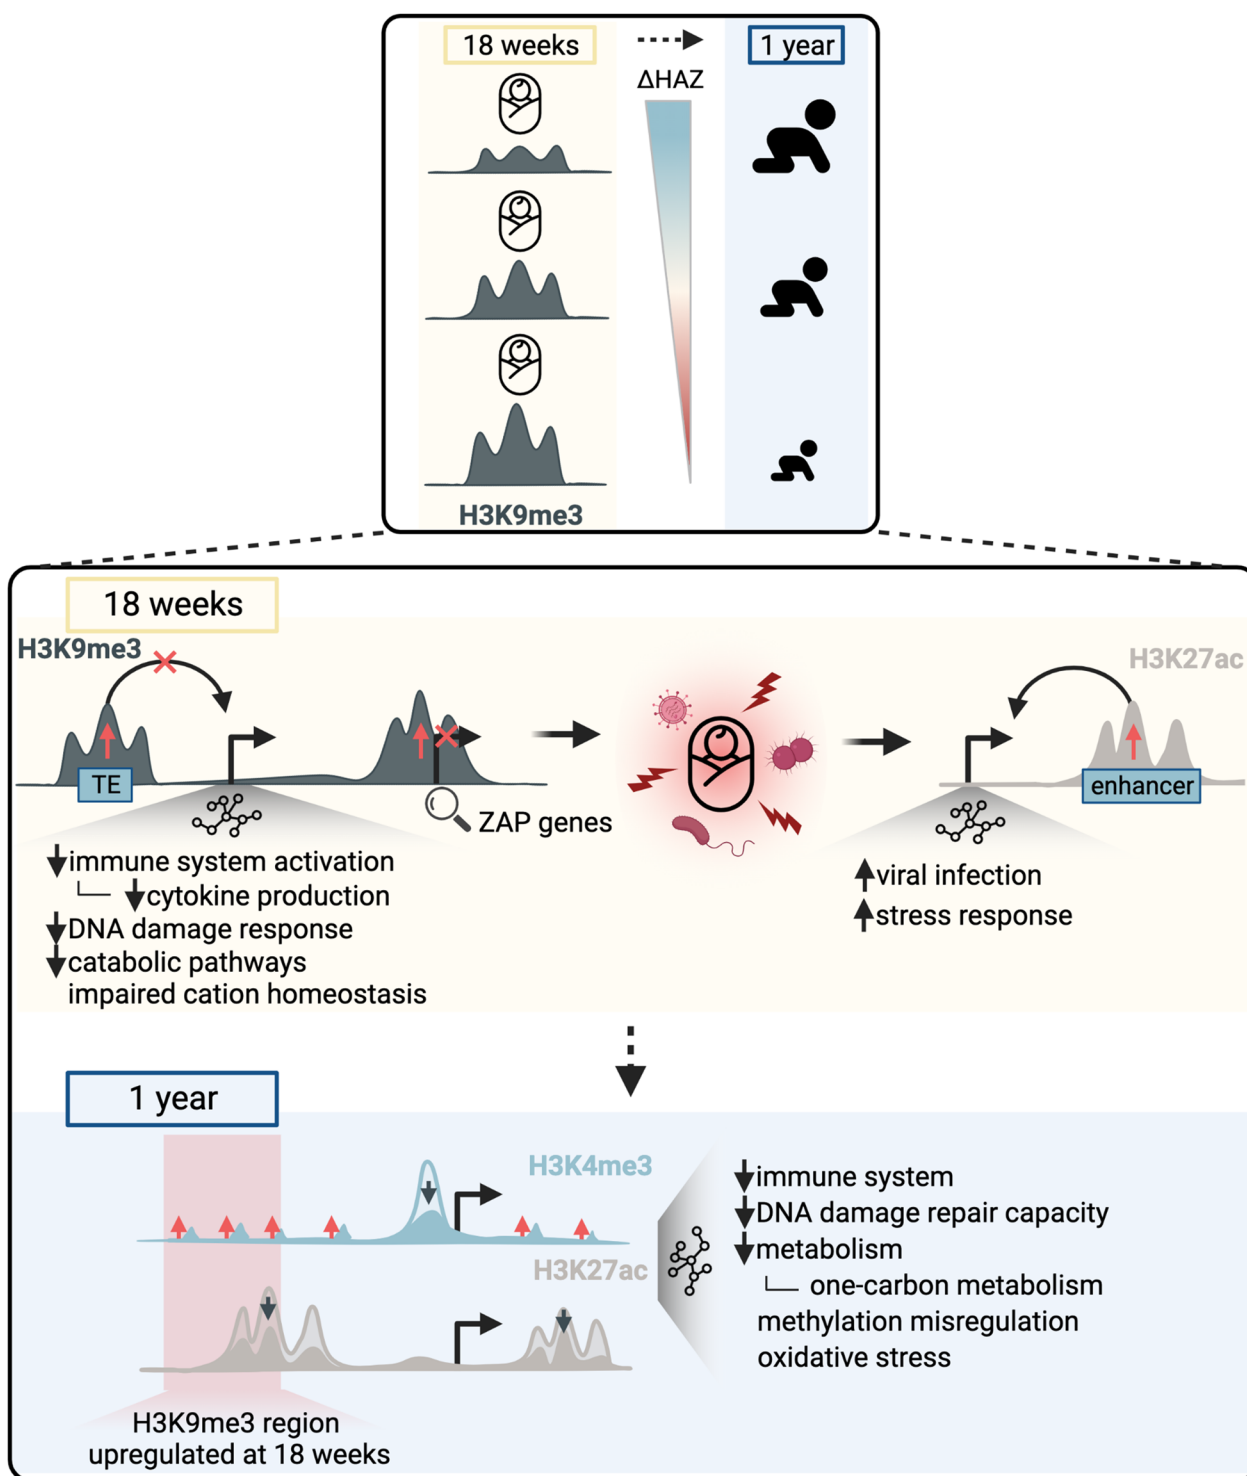 18 weeks
1 year
ΔHAZ
H3K9me3
18 weeks
H3K9me3
H3K27ac
TE
enhancer
ZAP genes
immune system activation
cytokine production
DNA damage response
catabolic pathways
impaired cation homeostasis
viral infection
stress response
1 year
H3K4me3
H3K27ac
immune system
DNA damage repair capacity
metabolism
one-carbon metabolism
methylation misregulation
oxidative stress
H3K9me3 region
upregulated at 18 weeks